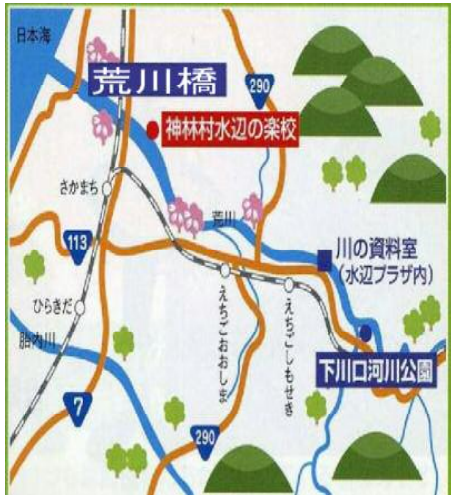 日本海
荒川橋
290
神林村水辺の楽校
さかまち
荒川
113
川の資料室
(水辺プラザ内)
ひらきだ
えちごおおしま
えちごしもせき
胎内川
下川口河川公園
7
290